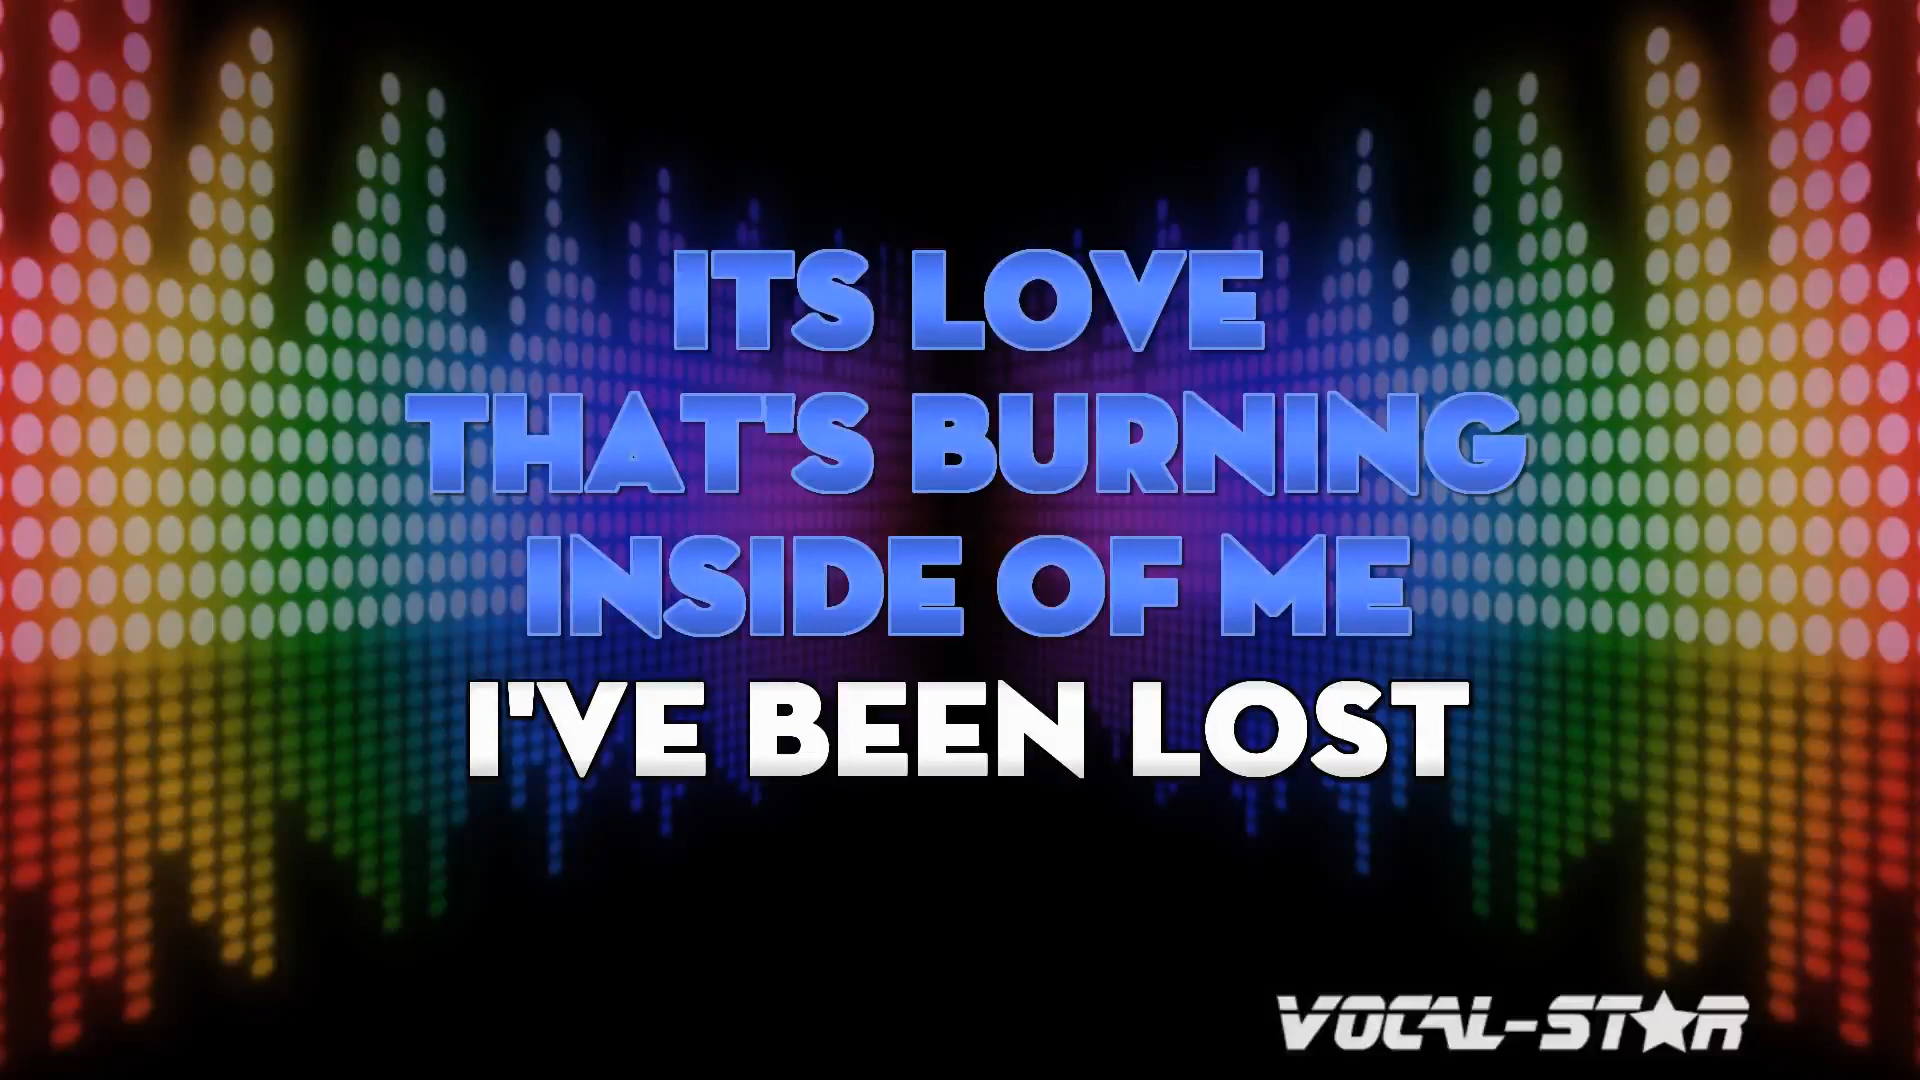 ITS LOVE
THAT'S BURNING
INSIDE OF ME
I'VE BEEN LOST
VOCAL-STAR